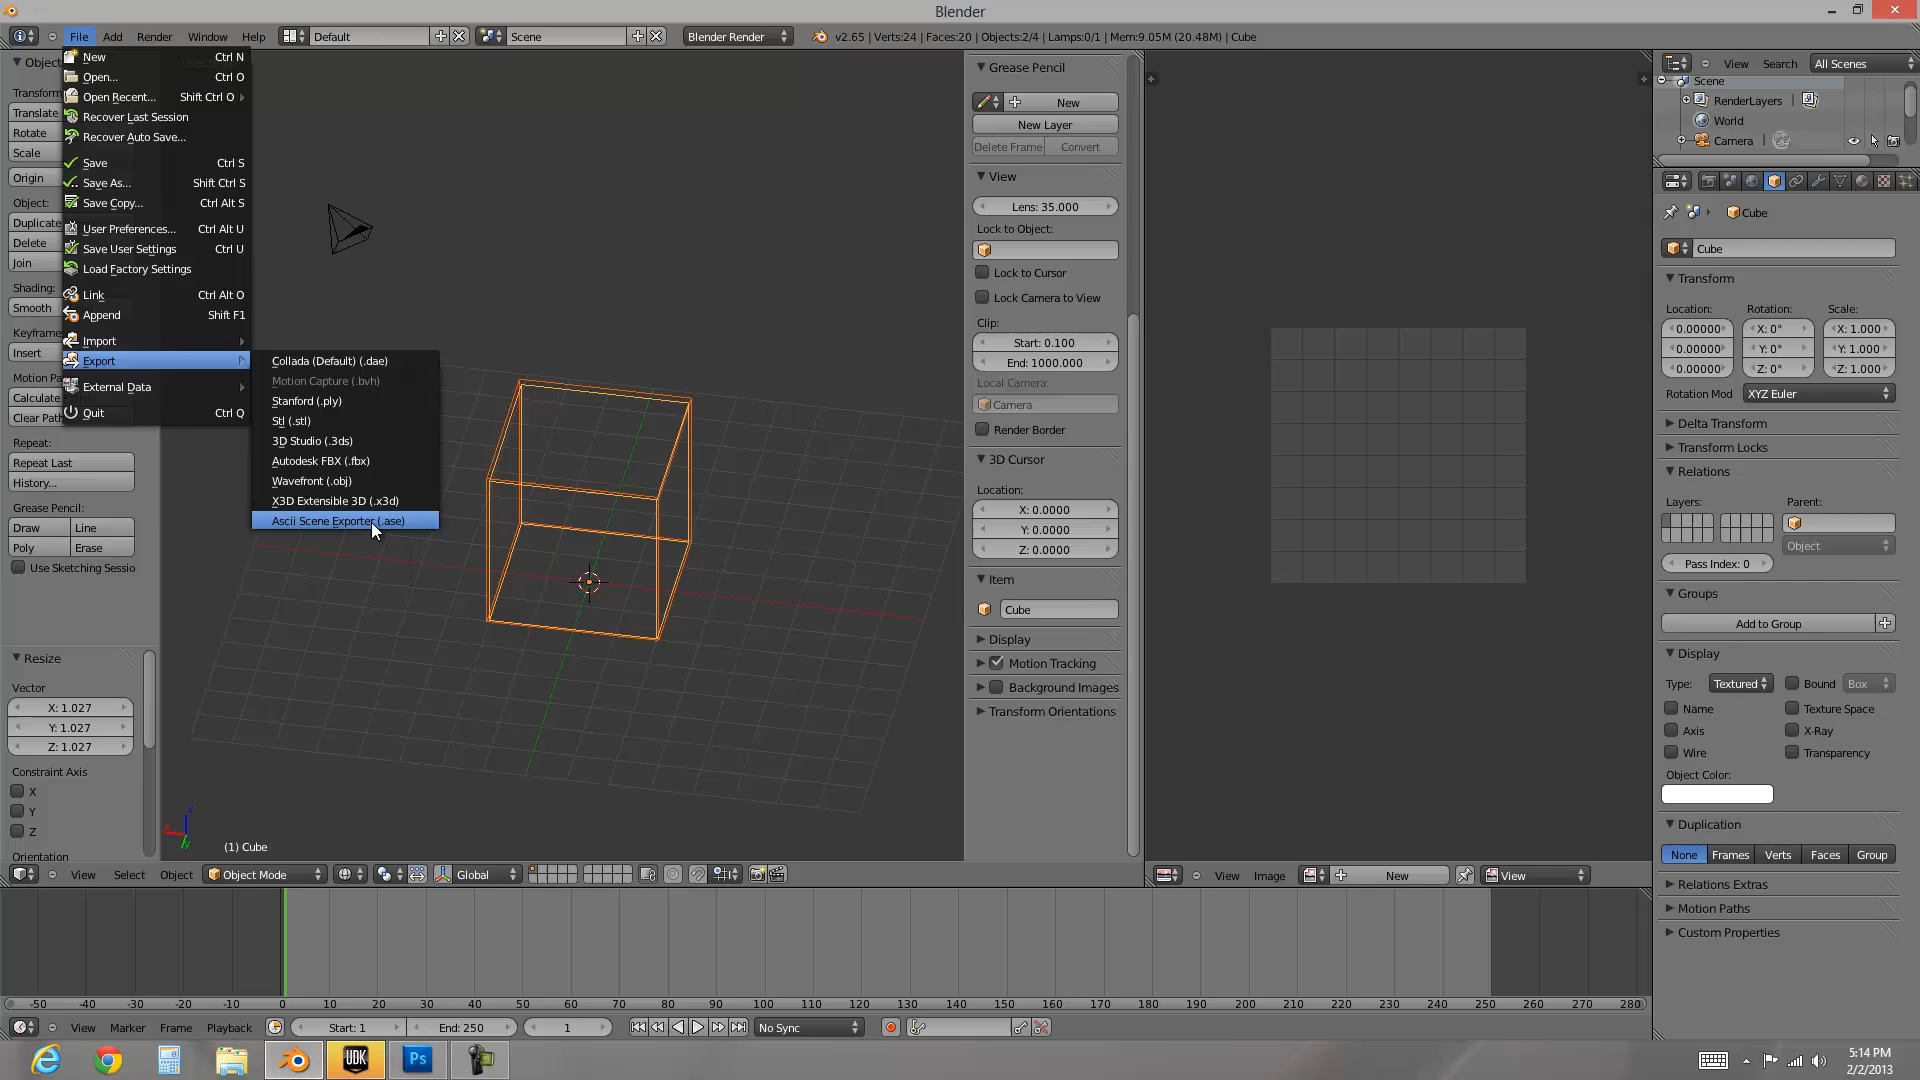 Blender
File Add Render Window Help Default Scene Blender Render v2.65 | Verts:24 | Faces:20 | Objects:2/4 | Lamps:0/1 | Mem:9.05M (20.48M) | Cube
New Ctrl N
Open... Ctrl O
Open Recent... Shift Ctrl O
Recover Last Session
Recover Auto Save...
Save Ctrl S
Save As... Shift Ctrl S
Save Copy... Ctrl Alt S
User Preferences... Ctrl Alt U
Save User Settings Ctrl U
Load Factory Settings
Link Ctrl Alt O
Append Shift F1
Import
Export
External Data
Quit Ctrl Q
Collada (Default) (.dae)
Motion Capture (.bvh)
Stanford (.ply)
Stl (.stl)
3D Studio (.3ds)
Autodesk FBX (.fbx)
Wavefront (.obj)
X3D Extensible 3D (.x3d)
Ascii Scene Exporter (.ase)
Object
Transform
Translate
Rotate
Scale
Origin
Object:
Duplicate
Delete
Join
Shading:
Smooth
Keyframe
Insert
Motion Pa
Calculate
Clear Pat
Repeat:
Repeat Last
History...
Grease Pencil:
Draw Line
Poly Erase
Use Sketching Sessio
Resize
Vector
X: 1.027
Y: 1.027
Z: 1.027
Constraint Axis
X
Y
Z
Orientation
(1) Cube
Grease Pencil
New
New Layer
Delete Frame Convert
View
Lens: 35.000
Lock to Object:
Lock to Cursor
Lock Camera to View
Clip:
Start: 0.100
End: 1000.000
Local Camera:
Camera
Render Border
3D Cursor
Location:
X: 0.0000
Y: 0.0000
Z: 0.0000
Item
Cube
Display
Motion Tracking
Background Images
Transform Orientations
View Search All Scenes
Scene
RenderLayers
World
Camera
Cube
Cube
Transform
Location: Rotation: Scale:
0.00000 X: 0° X: 1.000
0.00000 Y: 0° Y: 1.000
0.00000 Z: 0° Z: 1.000
Rotation Mod XYZ Euler
Delta Transform
Transform Locks
Relations
Layers: Parent:
Object
Pass Index: 0
Groups
Add to Group
Display
Type: Textured Bound Box
Name Texture Space
Axis X-Ray
Wire Transparency
Object Color:
Duplication
None Frames Verts Faces Group
Relations Extras
Motion Paths
Custom Properties
View Select Object Object Mode Global
View Image New View
-50 -40 -30 -20 -10 0 10 20 30 40 50 60 70 80 90 100 110 120 130 140 150 160 170 180 190 200 210 220 230 240 250 260 270 280
View Marker Frame Playback Start: 1 End: 250 1 No Sync
UDK Ps
5:14 PM
2/2/2013